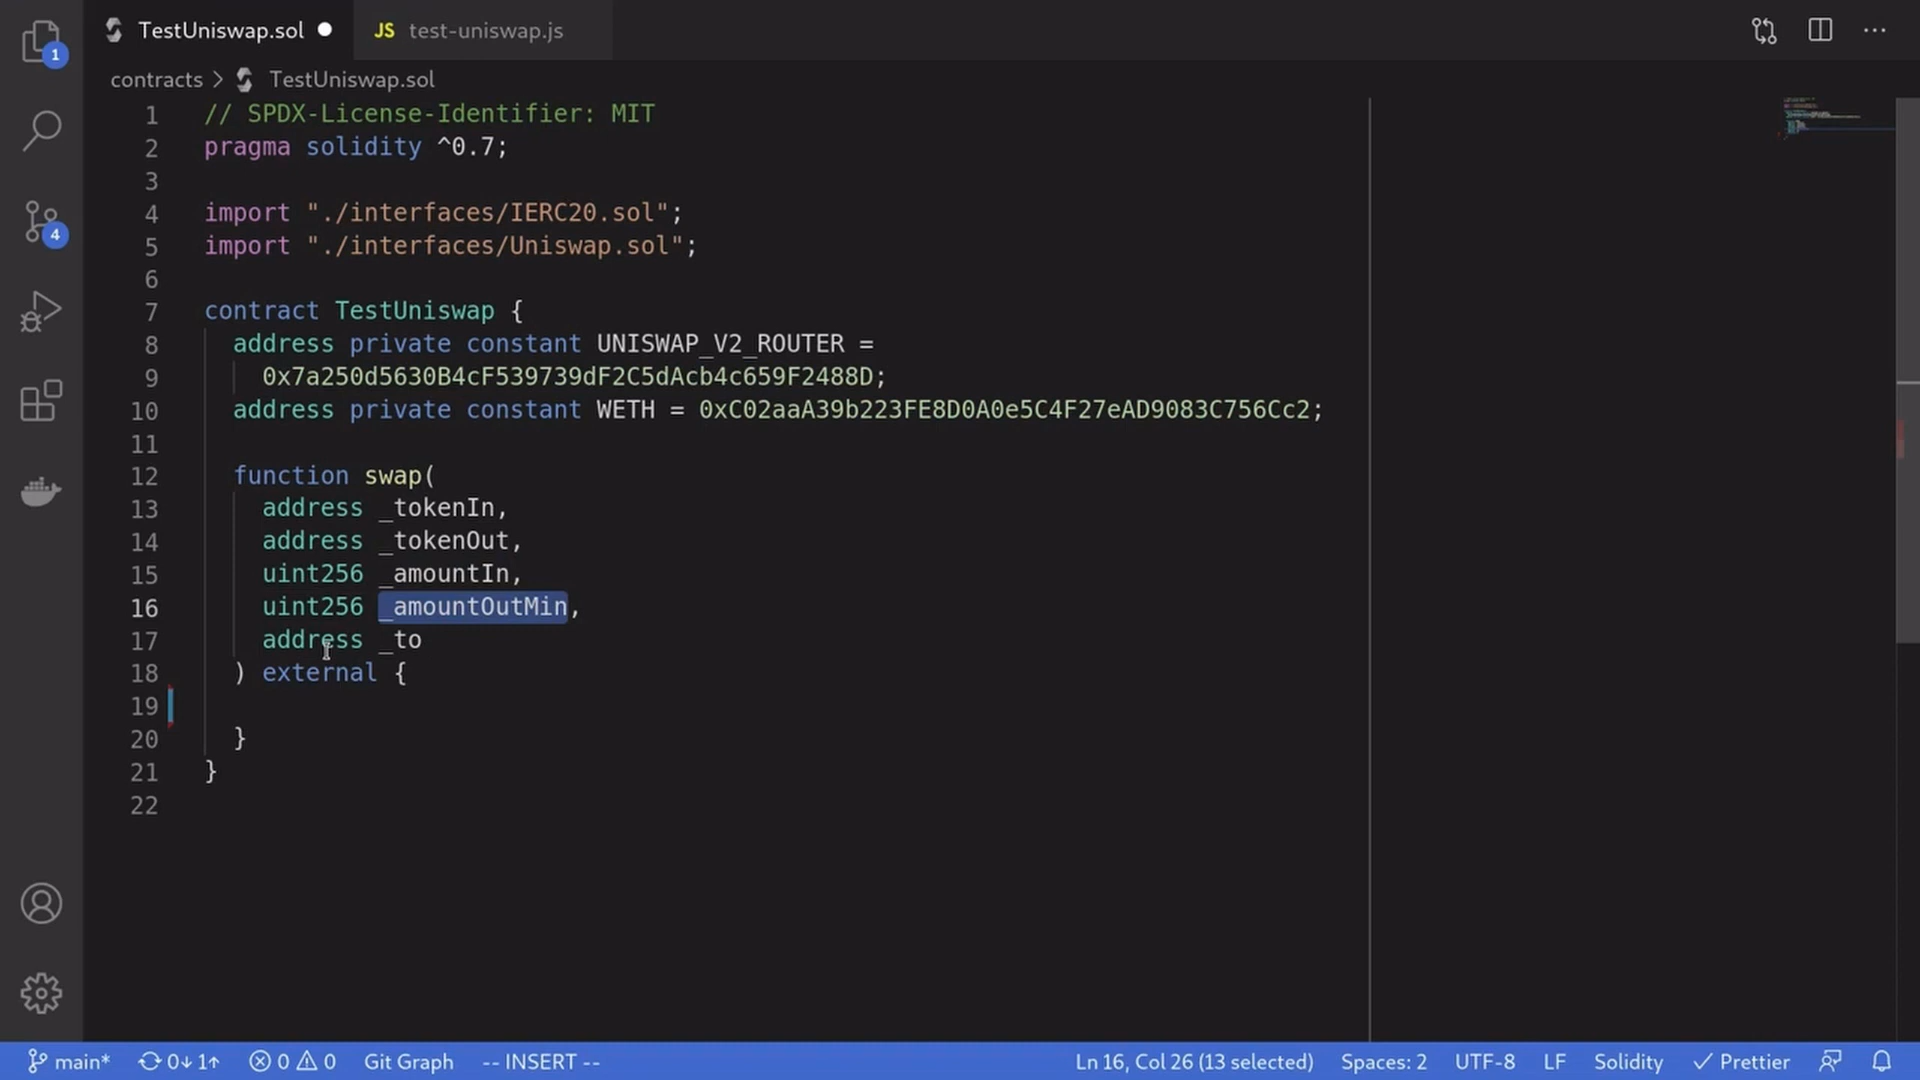 TestUniswap.sol
JS test-uniswap.js
1
contracts > TestUniswap.sol
1 // SPDX-License-Identifier: MIT
2 pragma solidity ^0.7;
3
4 import "./interfaces/IERC20.sol";
4
5 import "./interfaces/Uniswap.sol";
6
7 contract TestUniswap {
8 address private constant UNISWAP_V2_ROUTER =
9 0x7a250d5630B4cF539739dF2C5dAcb4c659F2488D;
10 address private constant WETH = 0xC02aaA39b223FE8D0A0e5C4F27eAD9083C756Cc2;
11
12 function swap(
13 address _tokenIn,
14 address _tokenOut,
15 uint256 _amountIn,
16 uint256 _amountOutMin,
17 address _to
18 ) external {
19
20 }
21 }
22
main* 0↓ 1↑ 0 0 Git Graph -- INSERT -- Ln 16, Col 26 (13 selected) Spaces: 2 UTF-8 LF Solidity ✓ Prettier